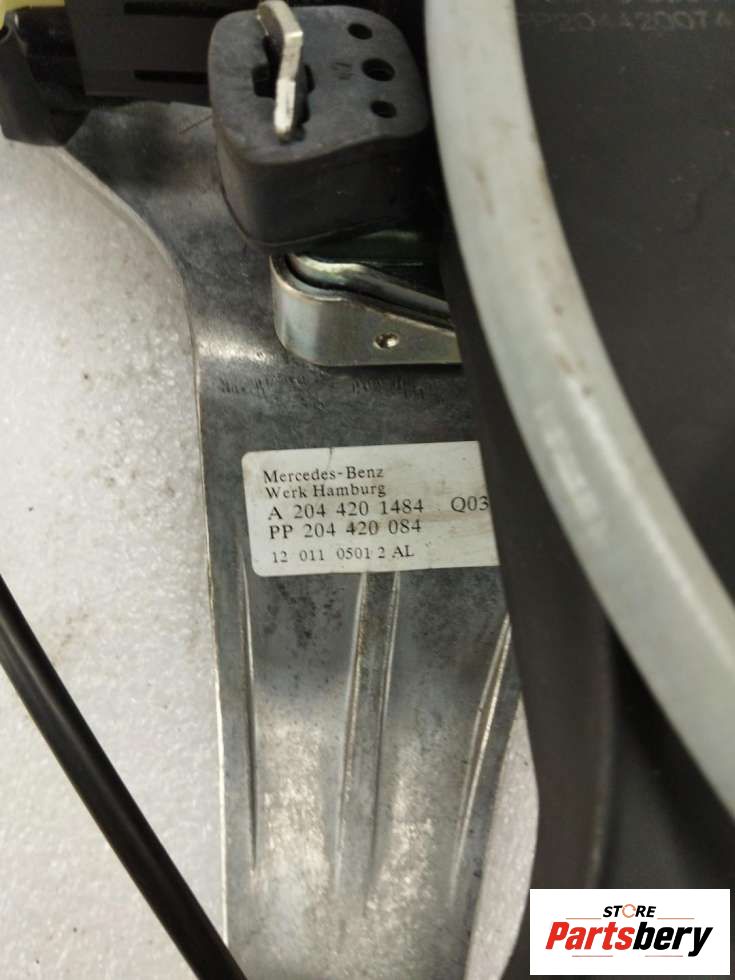 Mercedes-Benz
Werk Hamburg
A 204 420 1484 Q03
PP 204 420 084
12 011 0501 2 AL
STORE
Partsbery